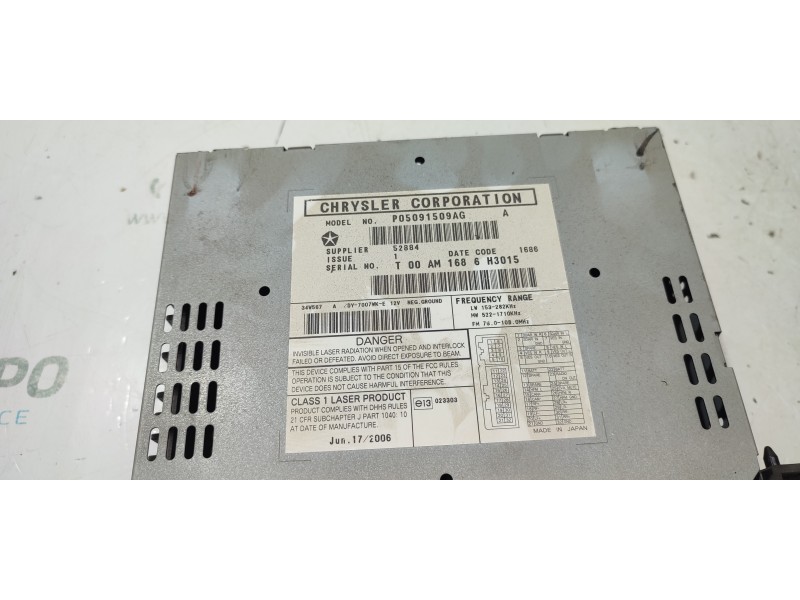 CHRYSLER CORPORATION
MODEL NO. P05091509AG A
SUPPLIER 52884
ISSUE 1 DATE CODE 1686
SERIAL NO. T 00 AM 168 6 H3015
12V NEG.GROUND
FREQUENCY RANGE
LW 153-282KHz
MW 522-1710KHz
FM 76.0-108.0MHz
DANGER
INVISIBLE LASER RADIATION WHEN OPENED AND INTERLOCK
FAILED OR DEFEATED. AVOID DIRECT EXPOSURE TO BEAM.
THIS DEVICE COMPLIES WITH PART 15 OF THE FCC RULES
OPERATION IS SUBJECT TO THE CONDITION THAT THIS
DEVICE DOES NOT CAUSE HARMFUL INTERFERENCE.
CLASS 1 LASER PRODUCT
PRODUCT COMPLIES WITH DHHS RULES
21 CFR SUBCHAPTER J PART 1040. 10
AT DATE OF MANUFACTURE.
Jun.17/2006
e13 023303
MADE IN JAPAN
PO
ICE